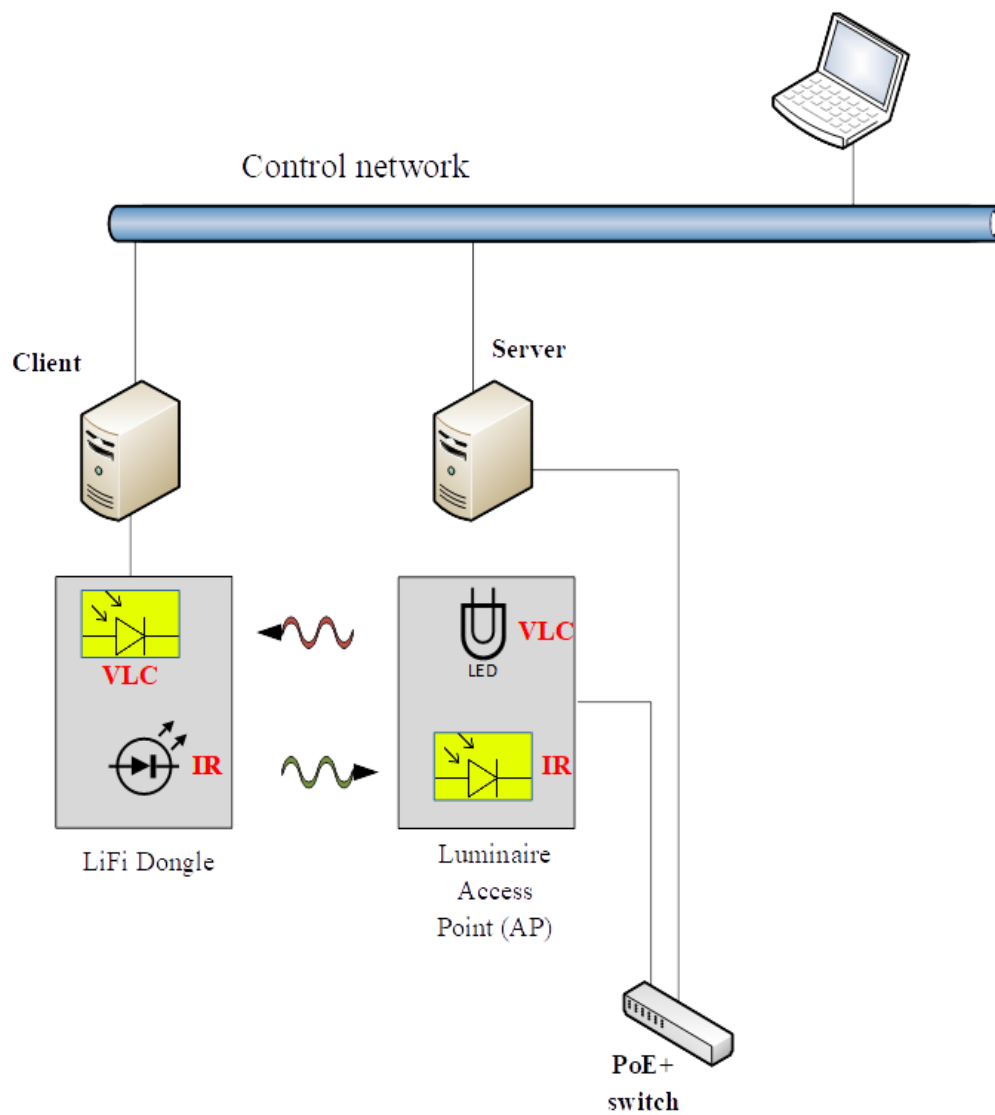 Control network
Client
Server
VLC
VLC
LED
IR
IR
LiFi Dongle
Luminaire
Access
Point (AP)
PoE+
switch